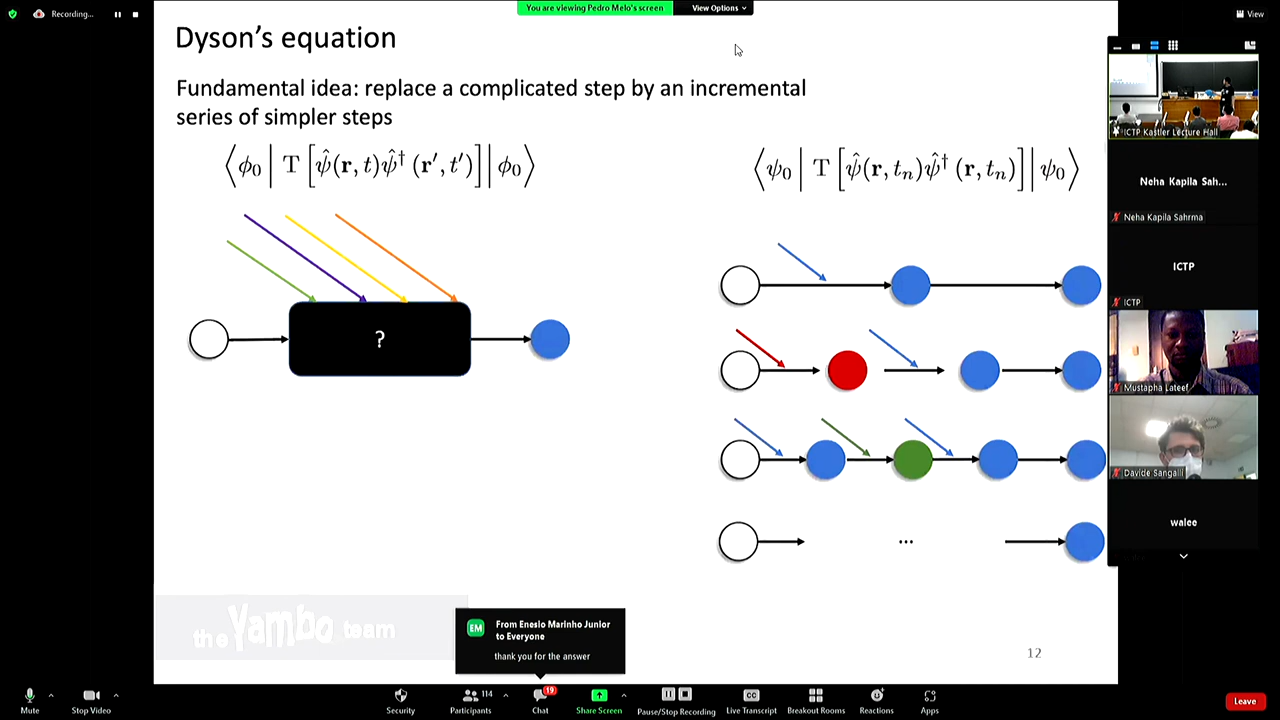 Recording...
You are viewing Pedro Melo's screen
View Options
View
Dyson's equation
Fundamental idea: replace a complicated step by an incremental
series of simpler steps
⟨ϕ₀ | T [ψ̂(r, t)ψ̂† (r′, t′)] | ϕ₀⟩
⟨ψ₀ | T [ψ̂(r, tₙ)ψ̂† (r, tₙ)] | ψ₀⟩
?
...
the Yambo team
12
ICTP Kastler Lecture Hall
Neha Kapila Sah...
Neha Kapila Sahrma
ICTP
ICTP
Mustapha Lateef
Davide Sangalli
walee
EM
From Enesio Marinho Junior
to Everyone
thank you for the answer
Mute
Stop Video
Security
114
Participants
19
Chat
Share Screen
Pause/Stop Recording
CC
Live Transcript
Breakout Rooms
Reactions
Apps
Leave